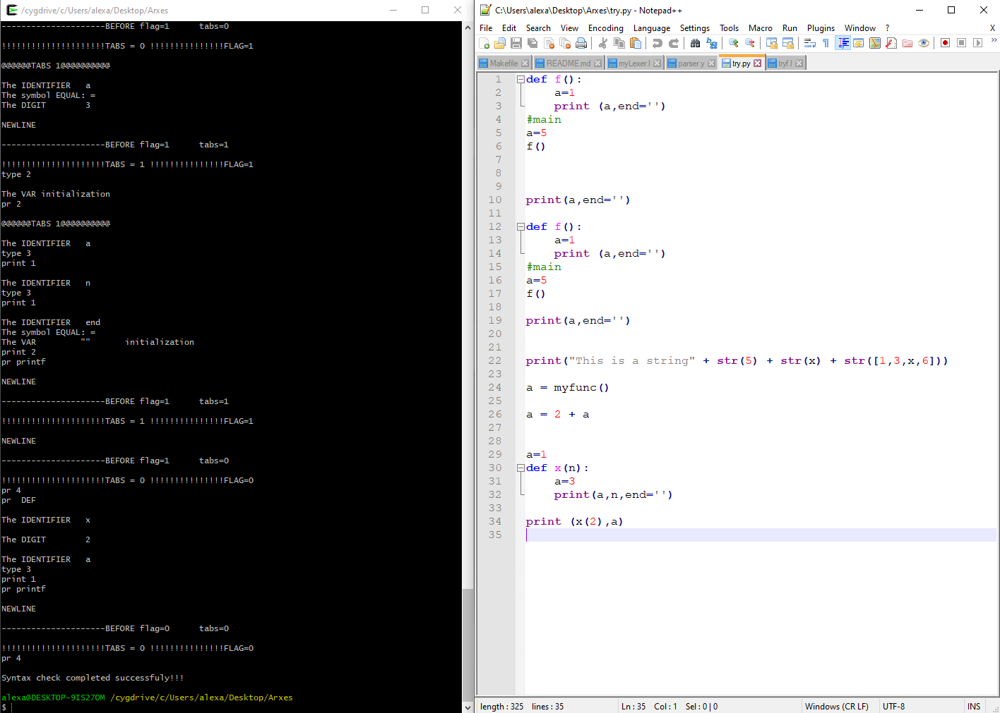 /cygdrive/c/Users/alexa/Desktop/Arxes
---------------------BEFORE flag=1      tabs=0
!!!!!!!!!!!!!!!!!!!!!TABS = 0 !!!!!!!!!!!!!!!FLAG=1
@@@@@@TABS 1@@@@@@@@@@
The IDENTIFIER   a
The symbol EQUAL: =
The DIGIT        3
NEWLINE
---------------------BEFORE flag=1      tabs=1
!!!!!!!!!!!!!!!!!!!!!TABS = 1 !!!!!!!!!!!!!!!FLAG=1
type 2
The VAR initialization
pr 2
@@@@@@TABS 1@@@@@@@@@@
The IDENTIFIER   a
type 3
print 1
The IDENTIFIER   n
type 3
print 1
The IDENTIFIER   end
The symbol EQUAL: =
The VAR         ""       initialization
print 2
pr printf
NEWLINE
---------------------BEFORE flag=1      tabs=1
!!!!!!!!!!!!!!!!!!!!!TABS = 1 !!!!!!!!!!!!!!!FLAG=1
NEWLINE
---------------------BEFORE flag=1      tabs=0
!!!!!!!!!!!!!!!!!!!!!TABS = 0 !!!!!!!!!!!!!!!FLAG=0
pr 4
pr  DEF
The IDENTIFIER   x
The DIGIT        2
The IDENTIFIER   a
type 3
print 1
pr printf
NEWLINE
---------------------BEFORE flag=0      tabs=0
!!!!!!!!!!!!!!!!!!!!!TABS = 0 !!!!!!!!!!!!!!!FLAG=0
pr 4
Syntax check completed successfuly!!!
alexa@DESKTOP-9IS27OM /cygdrive/c/Users/alexa/Desktop/Arxes
$
C:\Users\alexa\Desktop\Arxes\try.py - Notepad++
File Edit Search View Encoding Language Settings Tools Macro Run Plugins Window ? X
Makefile README.md myLexer.l parser.y try.py tryf.l
1 def f():
2     a=1
3     print (a,end='')
4 #main
5 a=5
6 f()
7
8
9
10 print(a,end='')
11
12 def f():
13     a=1
14     print (a,end='')
15 #main
16 a=5
17 f()
18
19 print(a,end='')
20
21
22 print("This is a string" + str(5) + str(x) + str([1,3,x,6]))
23
24 a = myfunc()
25
26 a = 2 + a
27
28
29 a=1
30 def x(n):
31     a=3
32     print(a,n,end='')
33
34 print (x(2),a)
35
length : 325 lines : 35 Ln : 35 Col : 1 Sel : 0 | 0 Windows (CR LF) UTF-8 INS